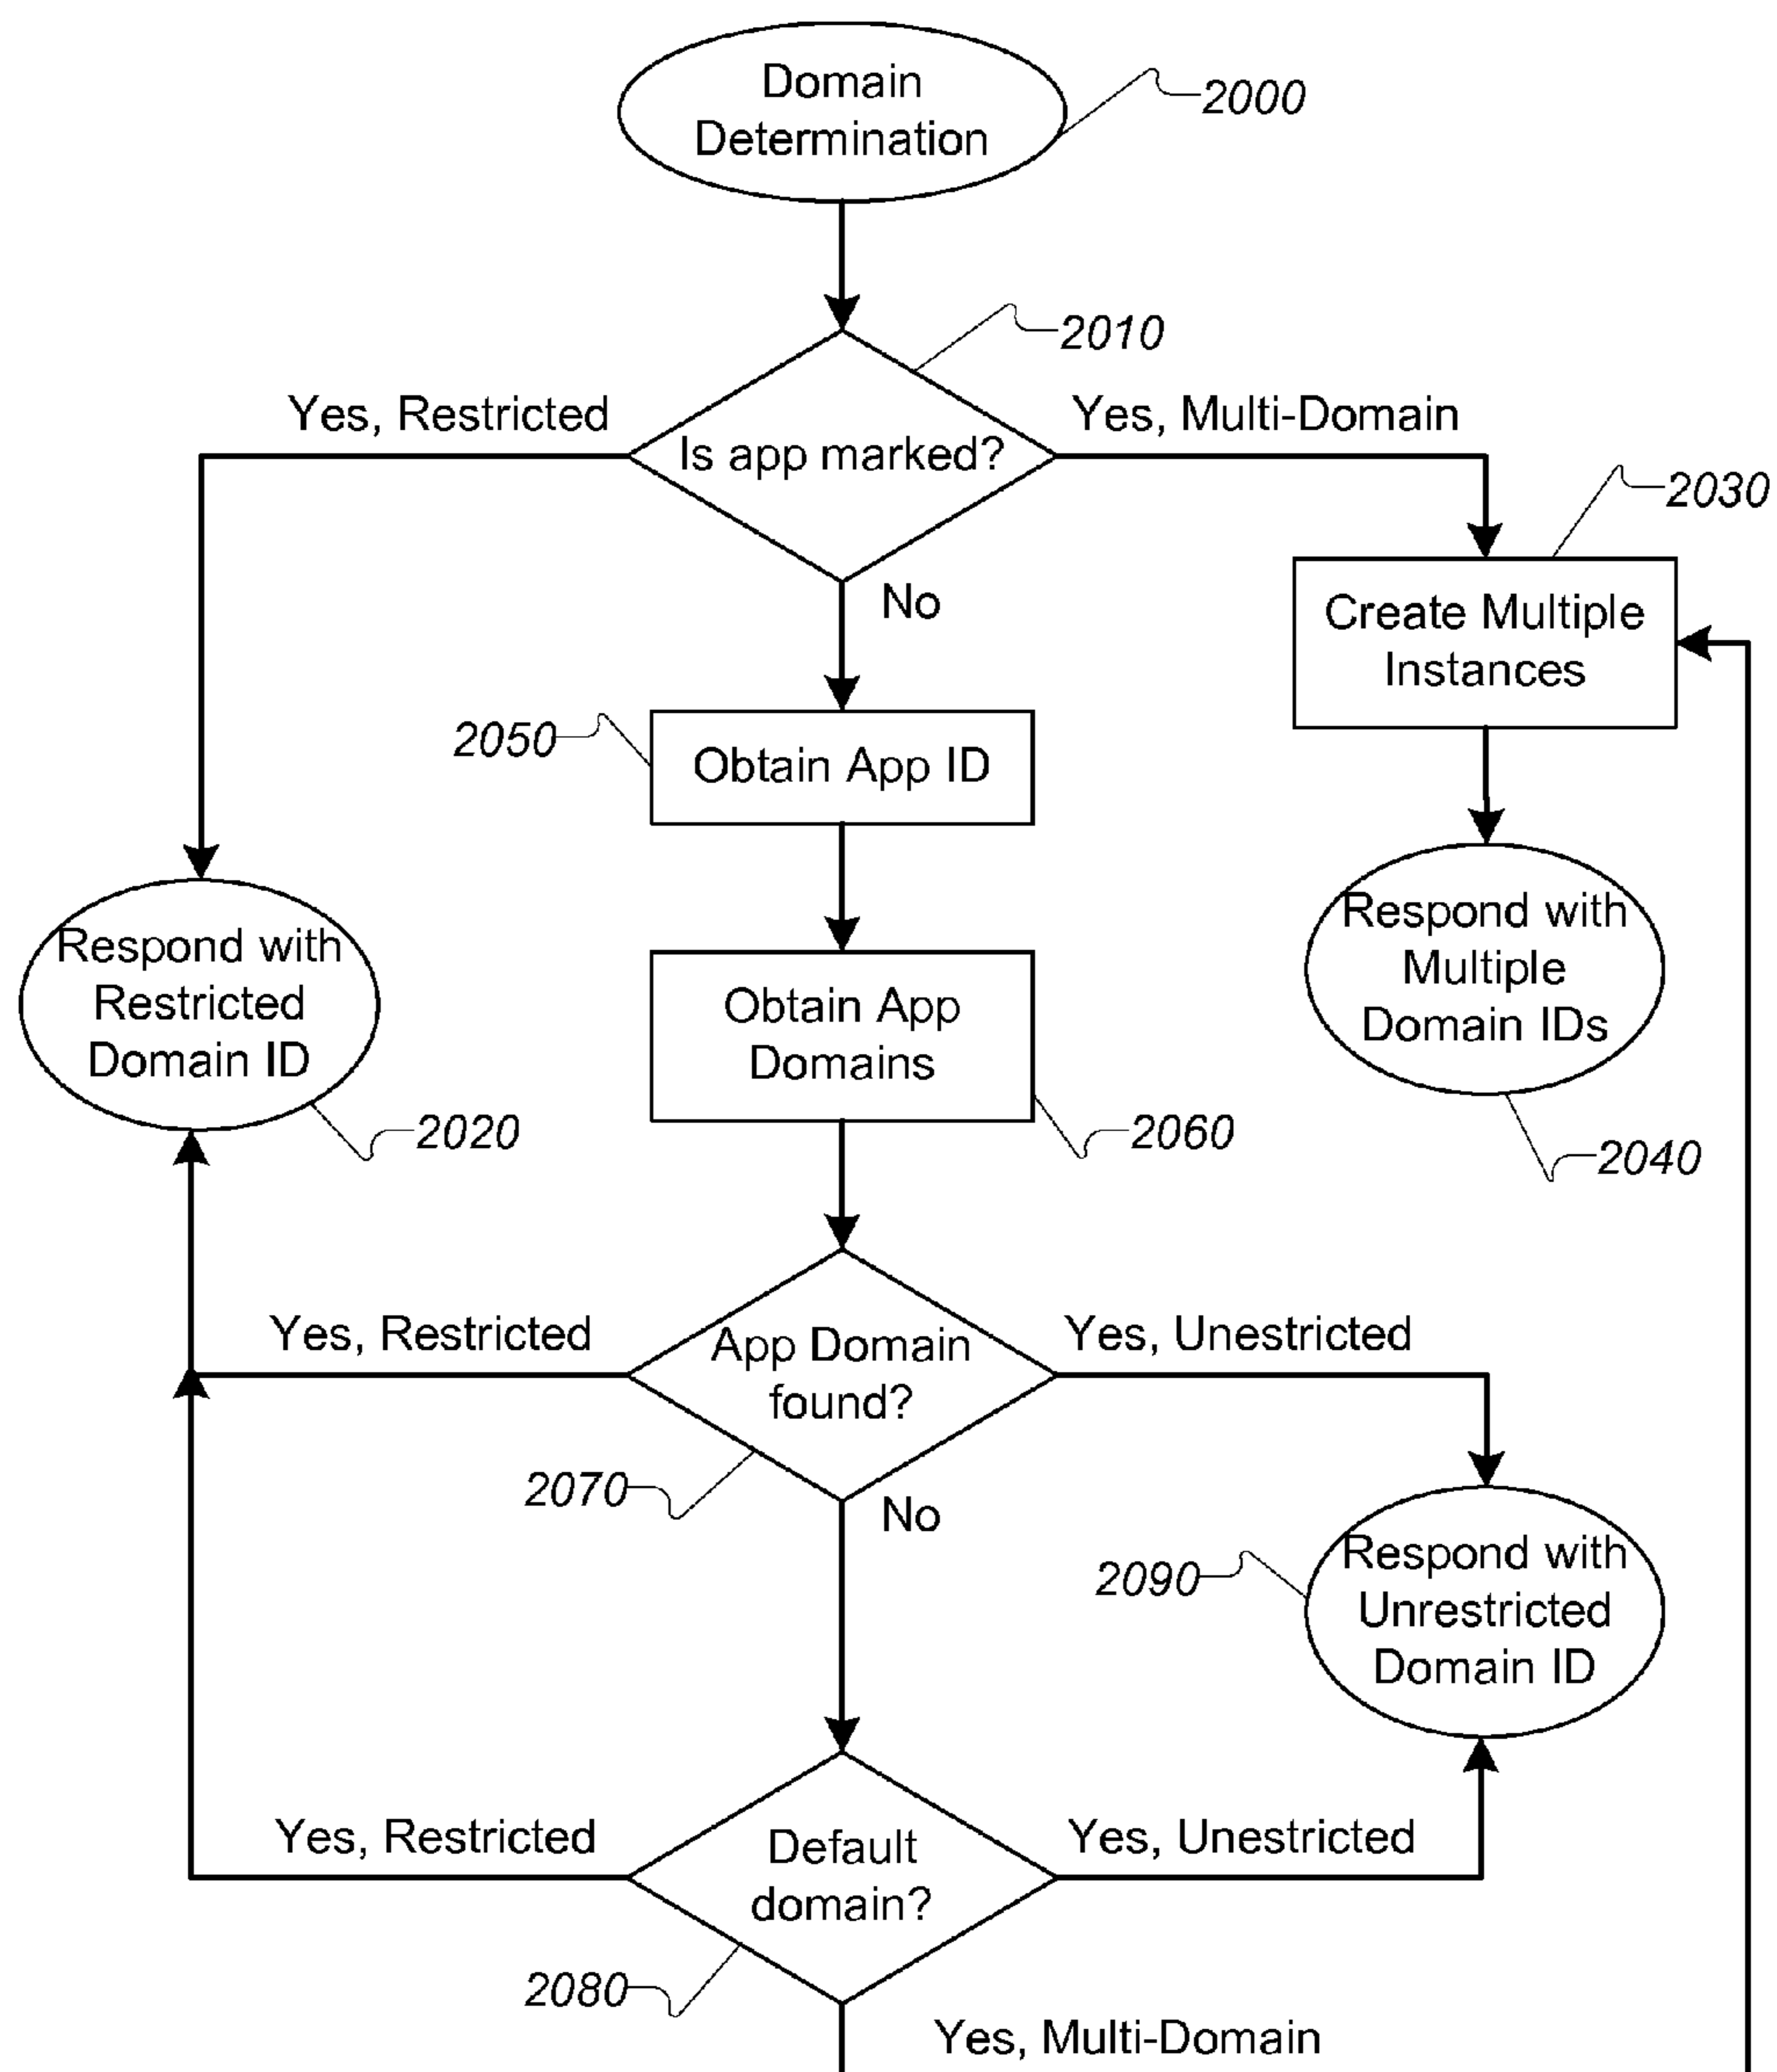 Domain
Determination
2000
2010
Yes, Restricted
Is app marked?
Yes, Multi-Domain
2030
No
Create Multiple
Instances
2050
Obtain App ID
Respond with
Restricted
Domain ID
2020
Obtain App
Domains
2060
Respond with
Multiple
Domain IDs
2040
Yes, Restricted
App Domain
found?
Yes, Unestricted
2070
No
2090
Respond with
Unrestricted
Domain ID
Yes, Restricted
Default
domain?
Yes, Unestricted
2080
Yes, Multi-Domain